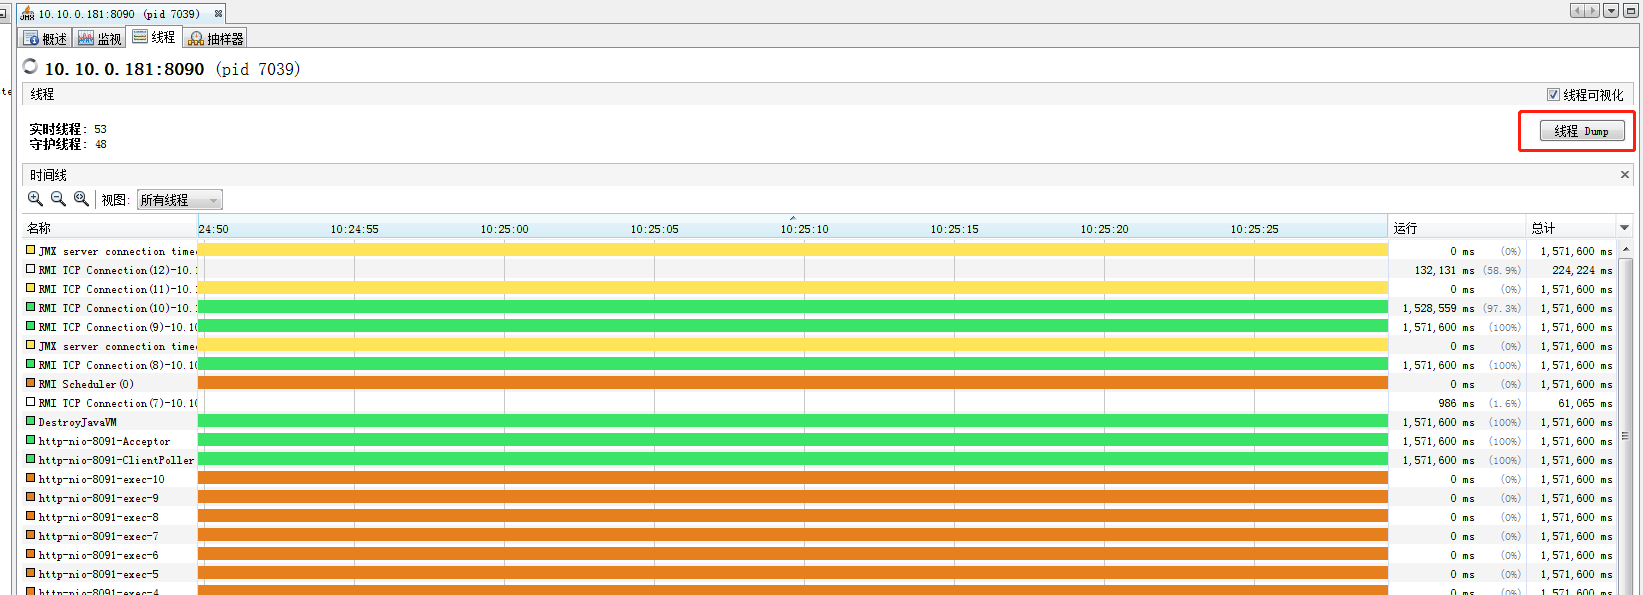 10.10.0.181:8090 (pid 7039)
概述 监视 线程 抽样器
10.10.0.181:8090 (pid 7039)
线程 线程可视化
实时线程: 53
线程 Dump
守护线程: 48
时间线
视图: 所有线程
名称 24:50 10:24:55 10:25:00 10:25:05 10:25:10 10:25:15 10:25:20 10:25:25 运行 总计
JMX server connection 0 ms (0%) 1,571,600 ms
RMI TCP Connection(12)-10. 132,131 ms (58.9%) 224,224 ms
RMI TCP Connection(11)-10. 0 ms (0%) 1,571,600 ms
RMI TCP Connection(10)-10. 1,528,559 ms (97.3%) 1,571,600 ms
RMI TCP Connection(9)-10.10 1,571,600 ms (100%) 1,571,600 ms
JMX server connection 0 ms (0%) 1,571,600 ms
RMI TCP Connection(8)-10.10 1,571,600 ms (100%) 1,571,600 ms
RMI Scheduler(0) 0 ms (0%) 1,571,600 ms
RMI TCP Connection(7)-10.10 986 ms (1.6%) 61,065 ms
DestroyJavaVM 1,571,600 ms (100%) 1,571,600 ms
http-nio-8091-Acceptor 1,571,600 ms (100%) 1,571,600 ms
http-nio-8091-ClientPoller 1,571,600 ms (100%) 1,571,600 ms
http-nio-8091-exec-10 0 ms (0%) 1,571,600 ms
http-nio-8091-exec-9 0 ms (0%) 1,571,600 ms
http-nio-8091-exec-8 0 ms (0%) 1,571,600 ms
http-nio-8091-exec-7 0 ms (0%) 1,571,600 ms
http-nio-8091-exec-6 0 ms (0%) 1,571,600 ms
http-nio-8091-exec-5 0 ms (0%) 1,571,600 ms
http-nio-8091-exec-4 0 ms (0%) 1,571,600 ms